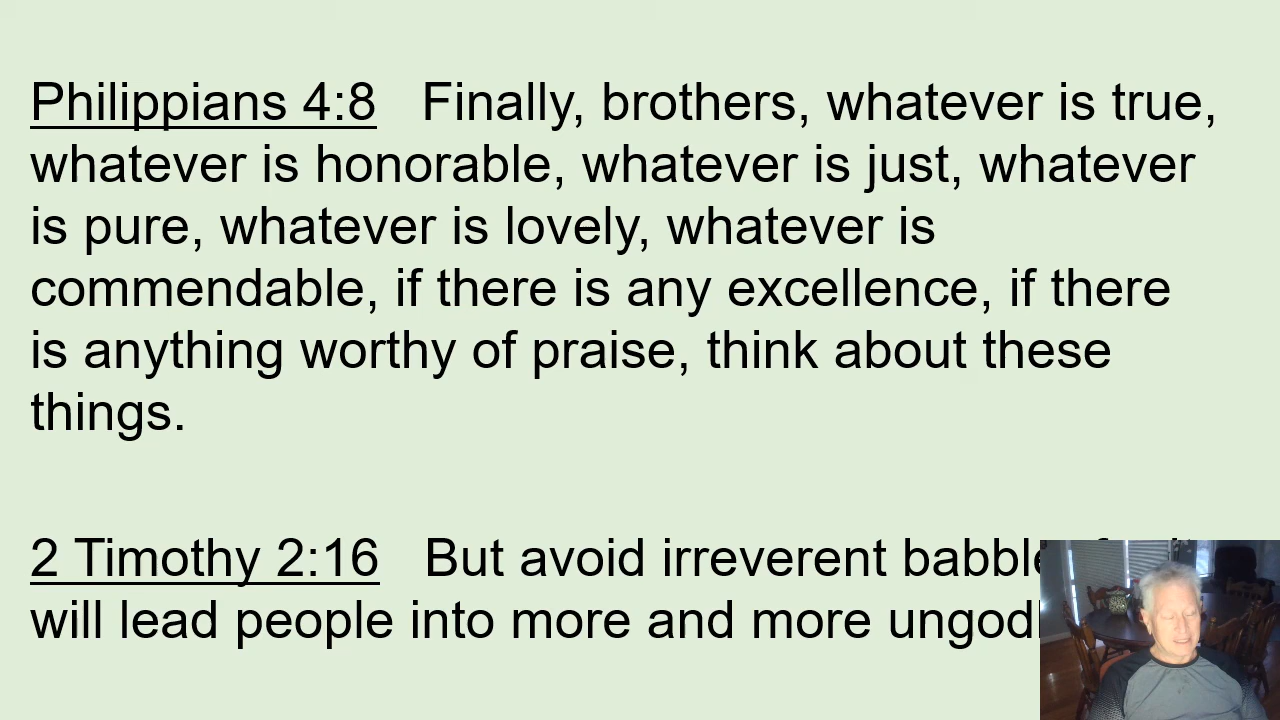 Philippians 4:8 Finally, brothers, whatever is true,
whatever is honorable, whatever is just, whatever
is pure, whatever is lovely, whatever is
commendable, if there is any excellence, if there
is anything worthy of praise, think about these
things.
2 Timothy 2:16 But avoid irreverent babble
will lead people into more and more